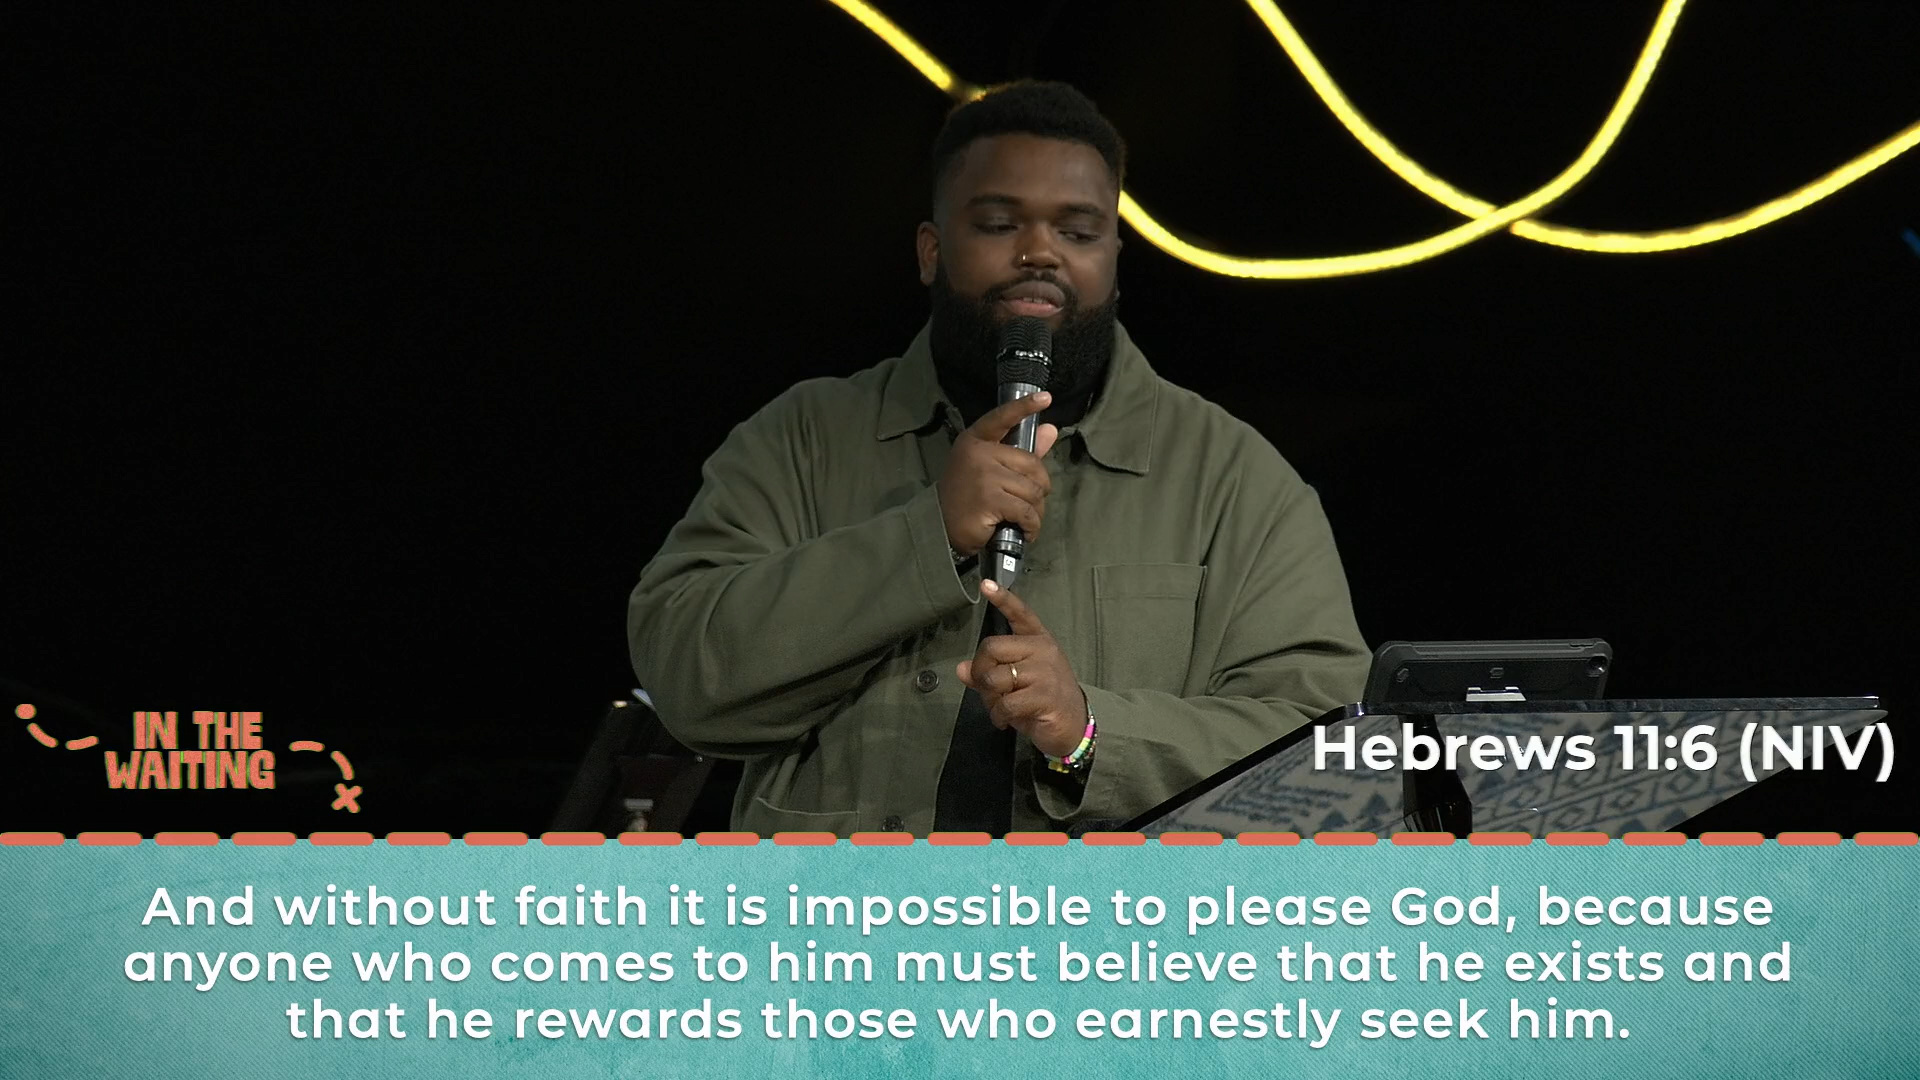 IN THE
WAITING
Hebrews 11:6 (NIV)
And without faith it is impossible to please God, because
anyone who comes to him must believe that he exists and
that he rewards those who earnestly seek him.